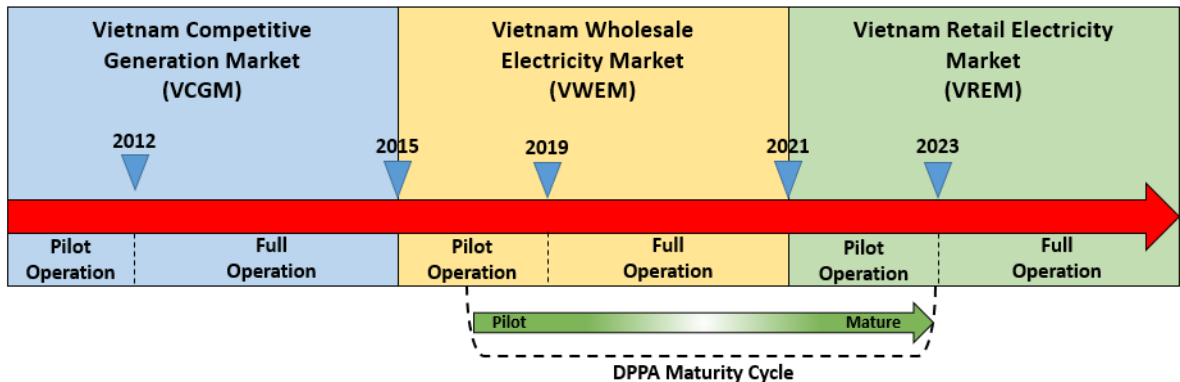 Vietnam Competitive
Generation Market
(VCGM)
Vietnam Wholesale
Electricity Market
(VWEM)
Vietnam Retail Electricity
Market
(VREM)
2012
2015
2019
2021
2023
Pilot
Operation
Full
Operation
Pilot
Operation
Full
Operation
Pilot
Operation
Full
Operation
Pilot
Mature
DPPA Maturity Cycle